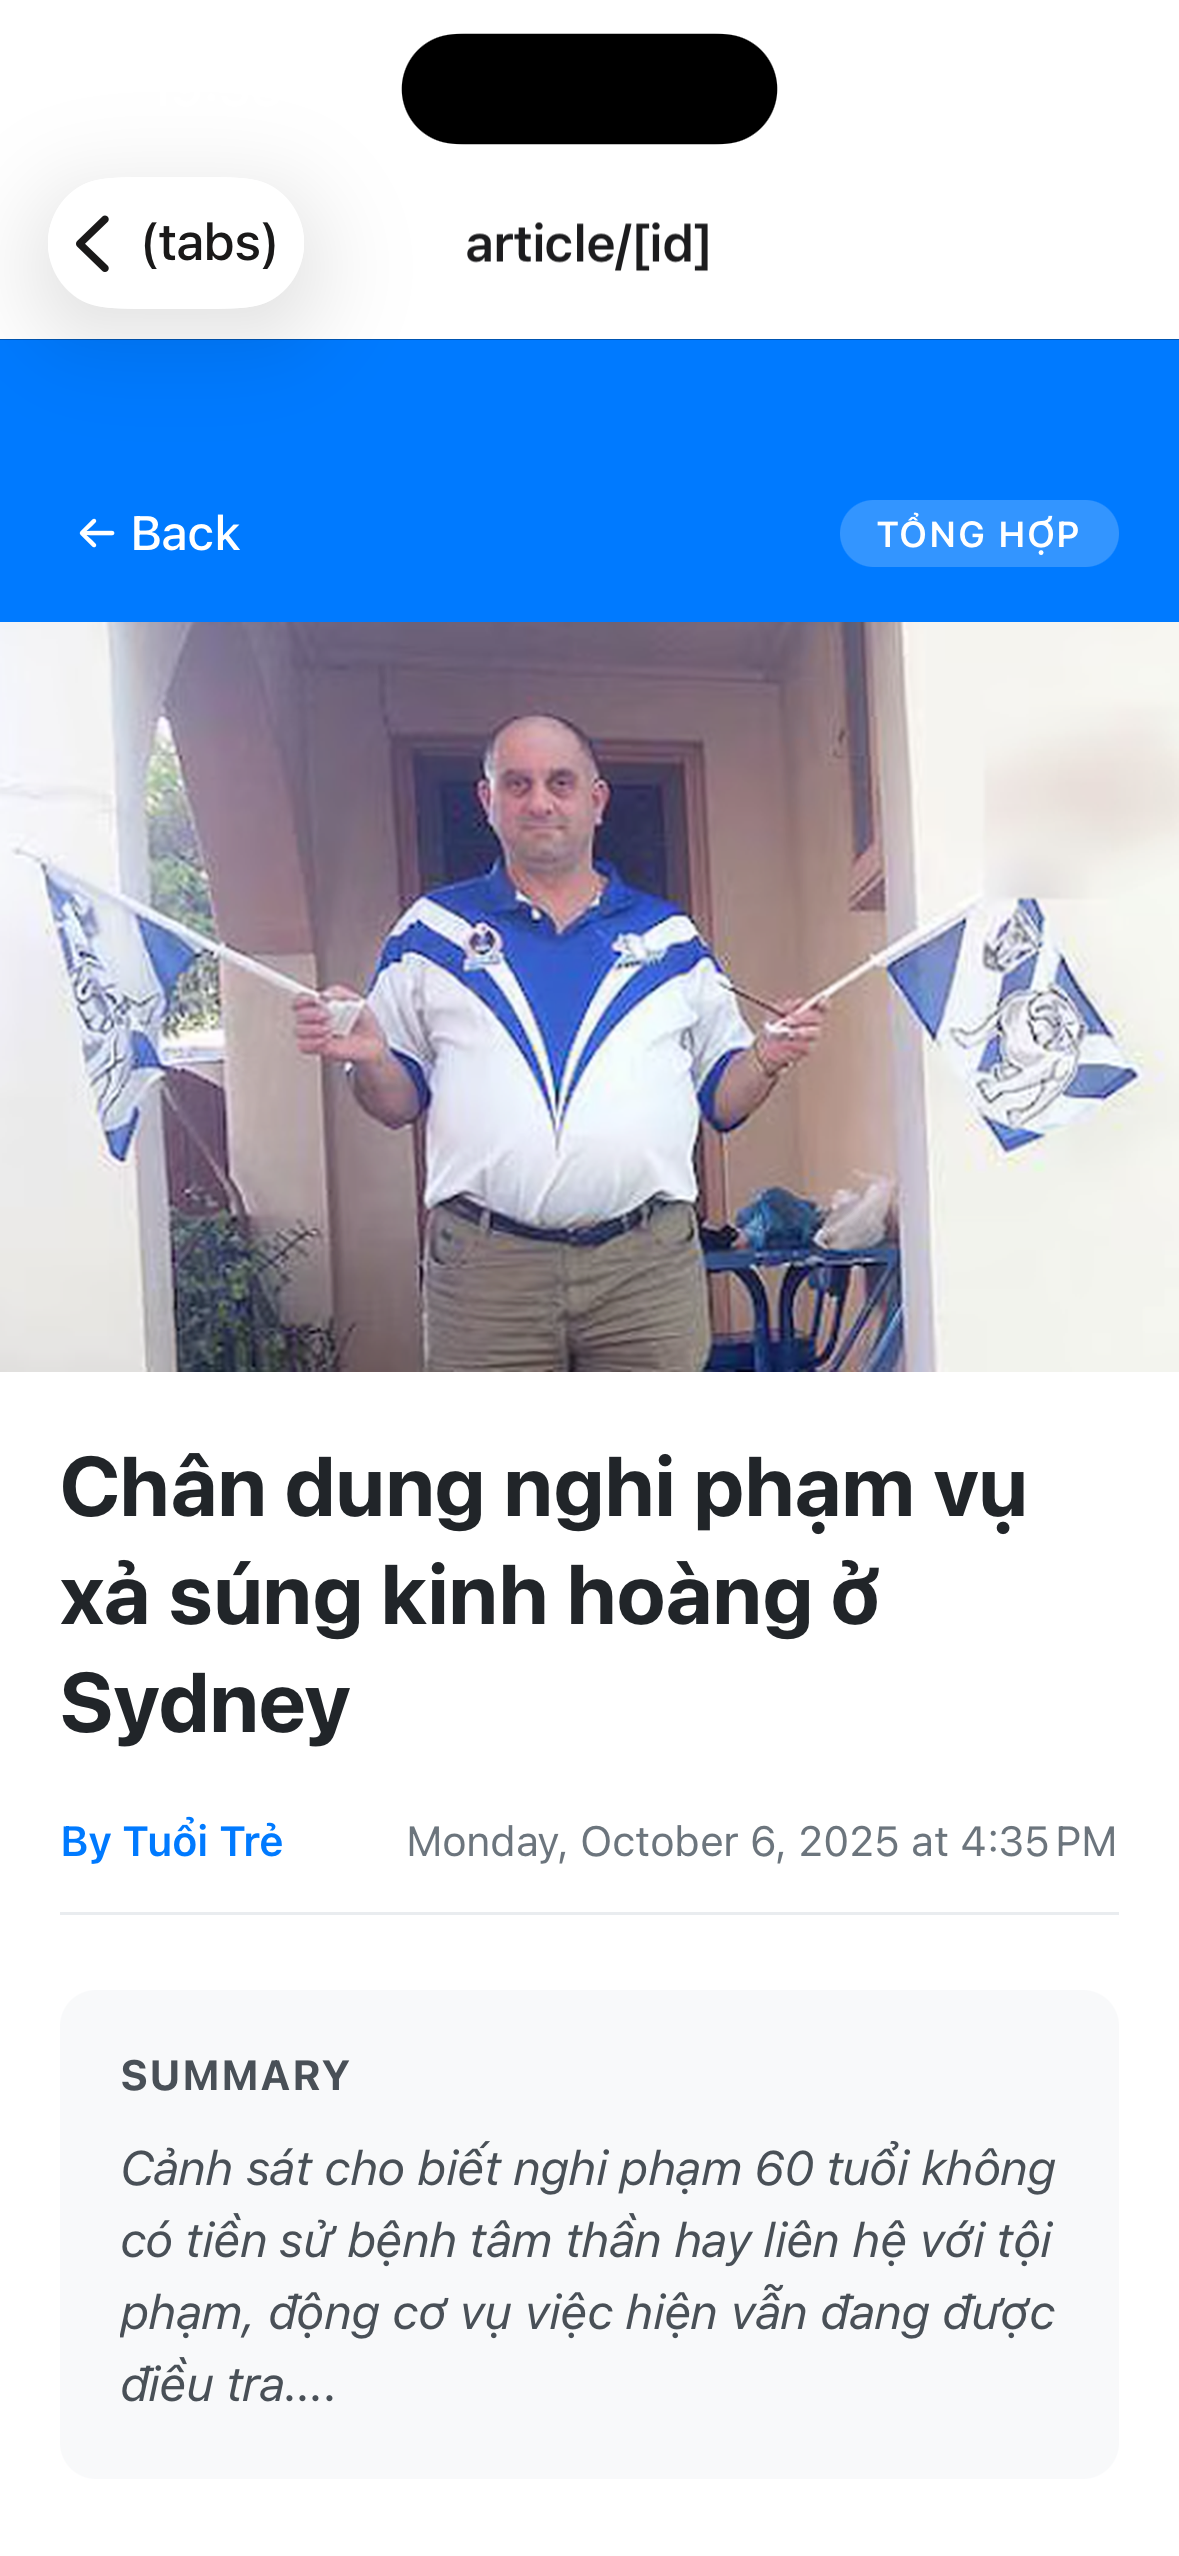 (tabs)
article/[id]
← Back
TỔNG HỢP
Chân dung nghi phạm vụ
xả súng kinh hoàng ở
Sydney
By Tuổi Trẻ
Monday, October 6, 2025 at 4:35 PM
SUMMARY
Cảnh sát cho biết nghi phạm 60 tuổi không
có tiền sử bệnh tâm thần hay liên hệ với tội
phạm, động cơ vụ việc hiện vẫn đang được
điều tra....